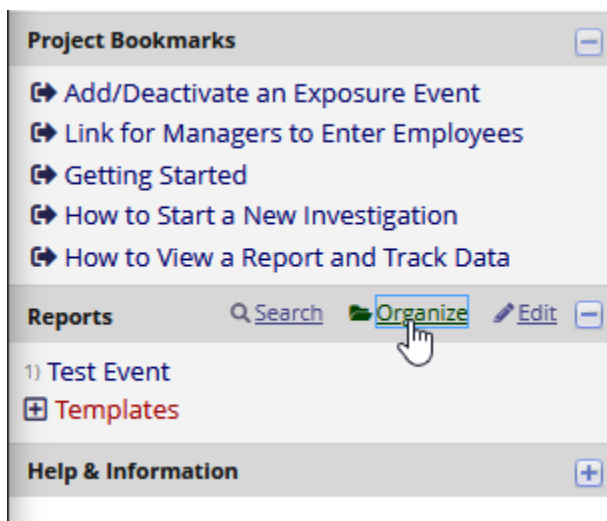 Project Bookmarks
Add/Deactivate an Exposure Event
Link for Managers to Enter Employees
Getting Started
How to Start a New Investigation
How to View a Report and Track Data
Reports Search Organize Edit
1) Test Event
Templates
Help & Information